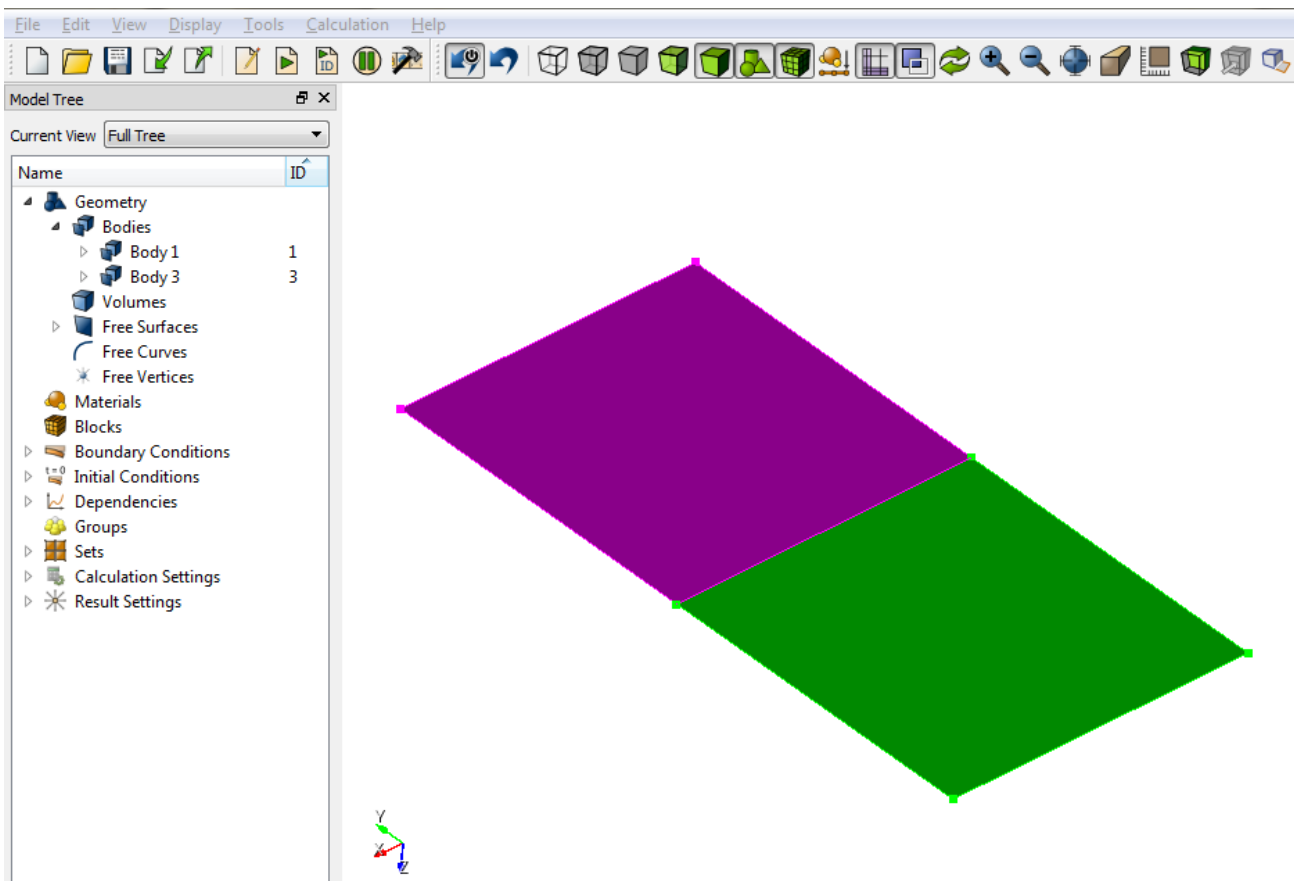 File Edit View Display Tools Calculation Help
ID
Model Tree
Current View Full Tree
Name ID
Geometry
Bodies
Body 1 1
Body 3 3
Volumes
Free Surfaces
Free Curves
Free Vertices
Materials
Blocks
Boundary Conditions
t=0 Initial Conditions
Dependencies
Groups
Sets
Calculation Settings
Result Settings
Y
X
Z